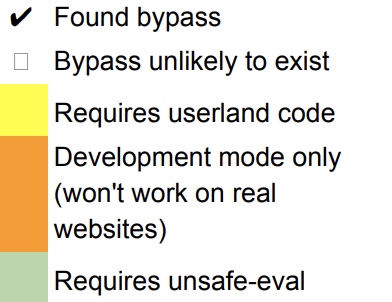 ✔ Found bypass
□ Bypass unlikely to exist
Requires userland code
Development mode only
(won't work on real
websites)
Requires unsafe-eval